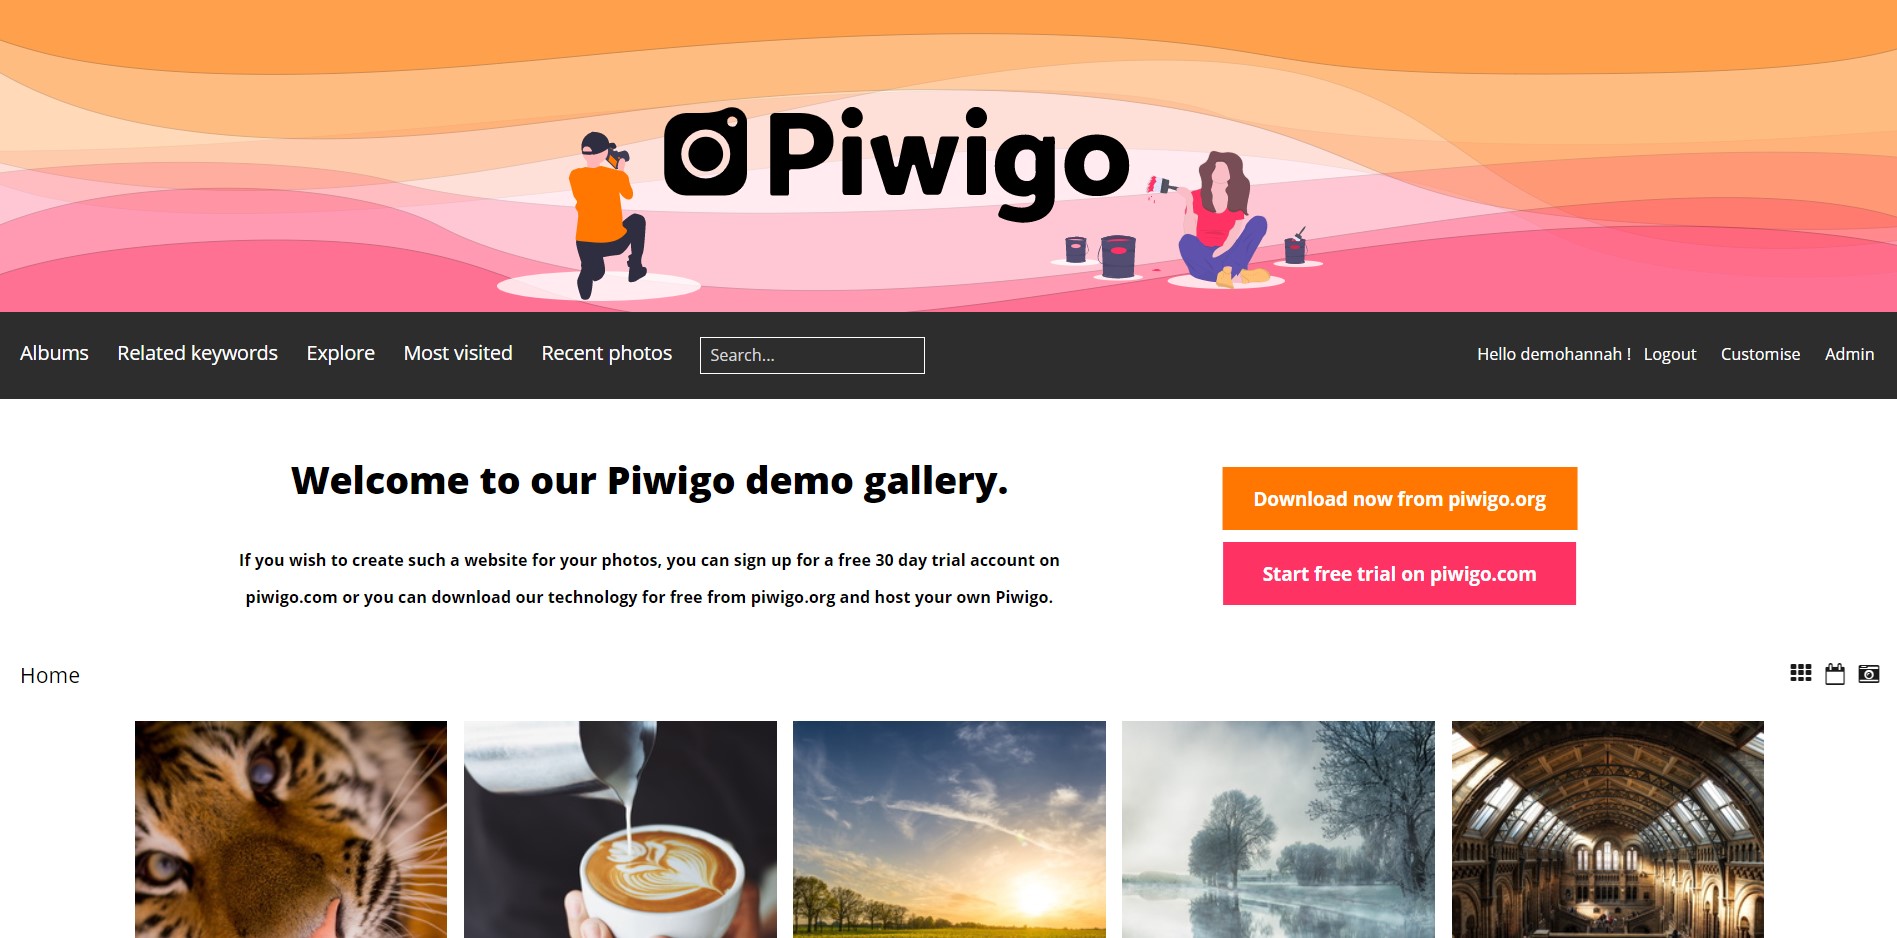 Piwigo
Albums Related keywords Explore Most visited Recent photos Search... Hello demohannah ! Logout Customise Admin
Welcome to our Piwigo demo gallery.
If you wish to create such a website for your photos, you can sign up for a free 30 day trial account on
piwigo.com or you can download our technology for free from piwigo.org and host your own Piwigo.
Download now from piwigo.org
Start free trial on piwigo.com
Home